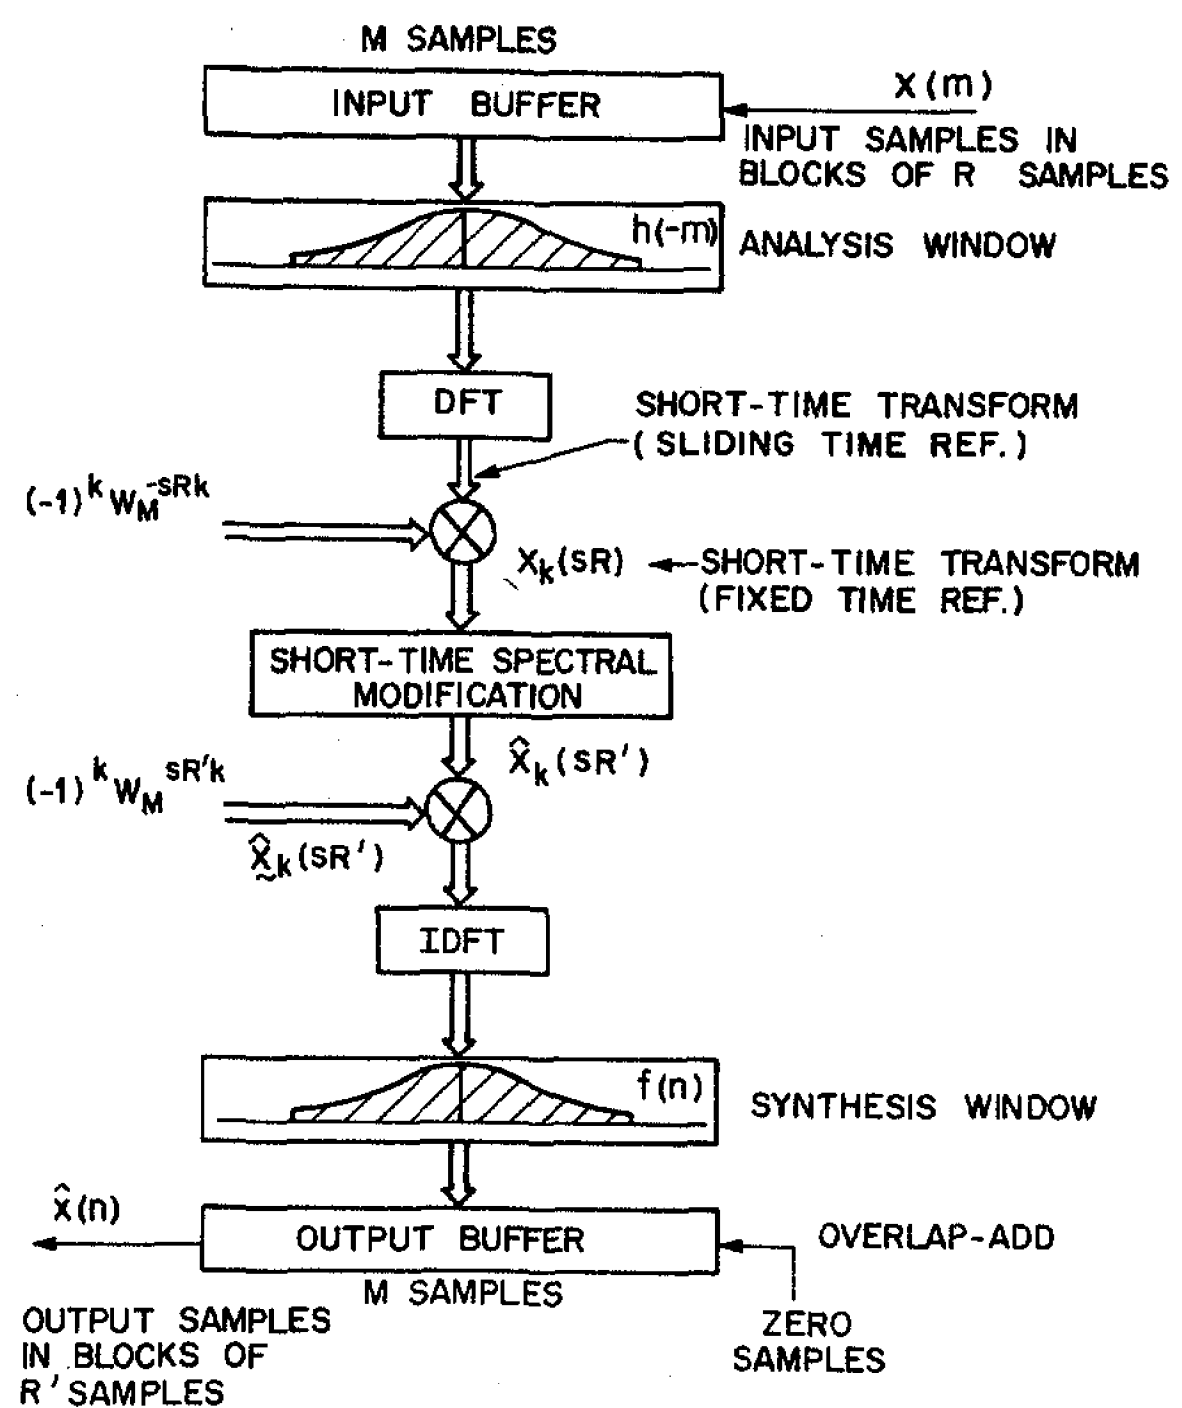 M SAMPLES
INPUT BUFFER
x(m)
INPUT SAMPLES IN
BLOCKS OF R SAMPLES
h(-m)
ANALYSIS WINDOW
DFT
SHORT-TIME TRANSFORM
(SLIDING TIME REF.)
(-1)^k W_M^-sRk
X_k(sR)
SHORT-TIME TRANSFORM
(FIXED TIME REF.)
SHORT-TIME SPECTRAL
MODIFICATION
X̂_k(sR')
(-1)^k W_M^sR'k
X̰̂_k(sR')
IDFT
f(n)
SYNTHESIS WINDOW
x̂(n)
OUTPUT BUFFER
OVERLAP-ADD
M SAMPLES
OUTPUT SAMPLES
IN BLOCKS OF
R' SAMPLES
ZERO
SAMPLES